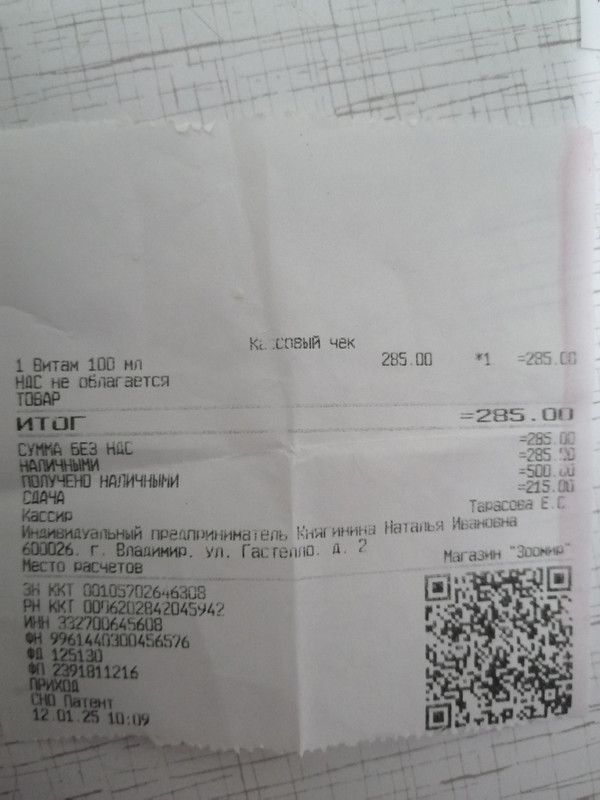 Кассовый чек
1 Витам 100 мл 285.00 *1 =285.00
НДС не облагается
ТОВАР
ИТОГ =285.00
СУММА БЕЗ НДС =285.00
НАЛИЧНЫМИ =285.00
ПОЛУЧЕНО НАЛИЧНЫМИ =500.00
СДАЧА =215.00
Кассир Тарасова Е.С
Индивидуальный предприниматель Княгинина Наталья Ивановна
600026. г. Владимир. ул. Гастелло. д. 2
Место расчетов Магазин "Зоомир"
ЗН ККТ 00105702646308
РН ККТ 0006202842045942
ИНН 332700645608
ФН 9961440300456576
ФД 125130
ФП 2391811216
ПРИХОД
СНО Патент
12.01.25 10:09